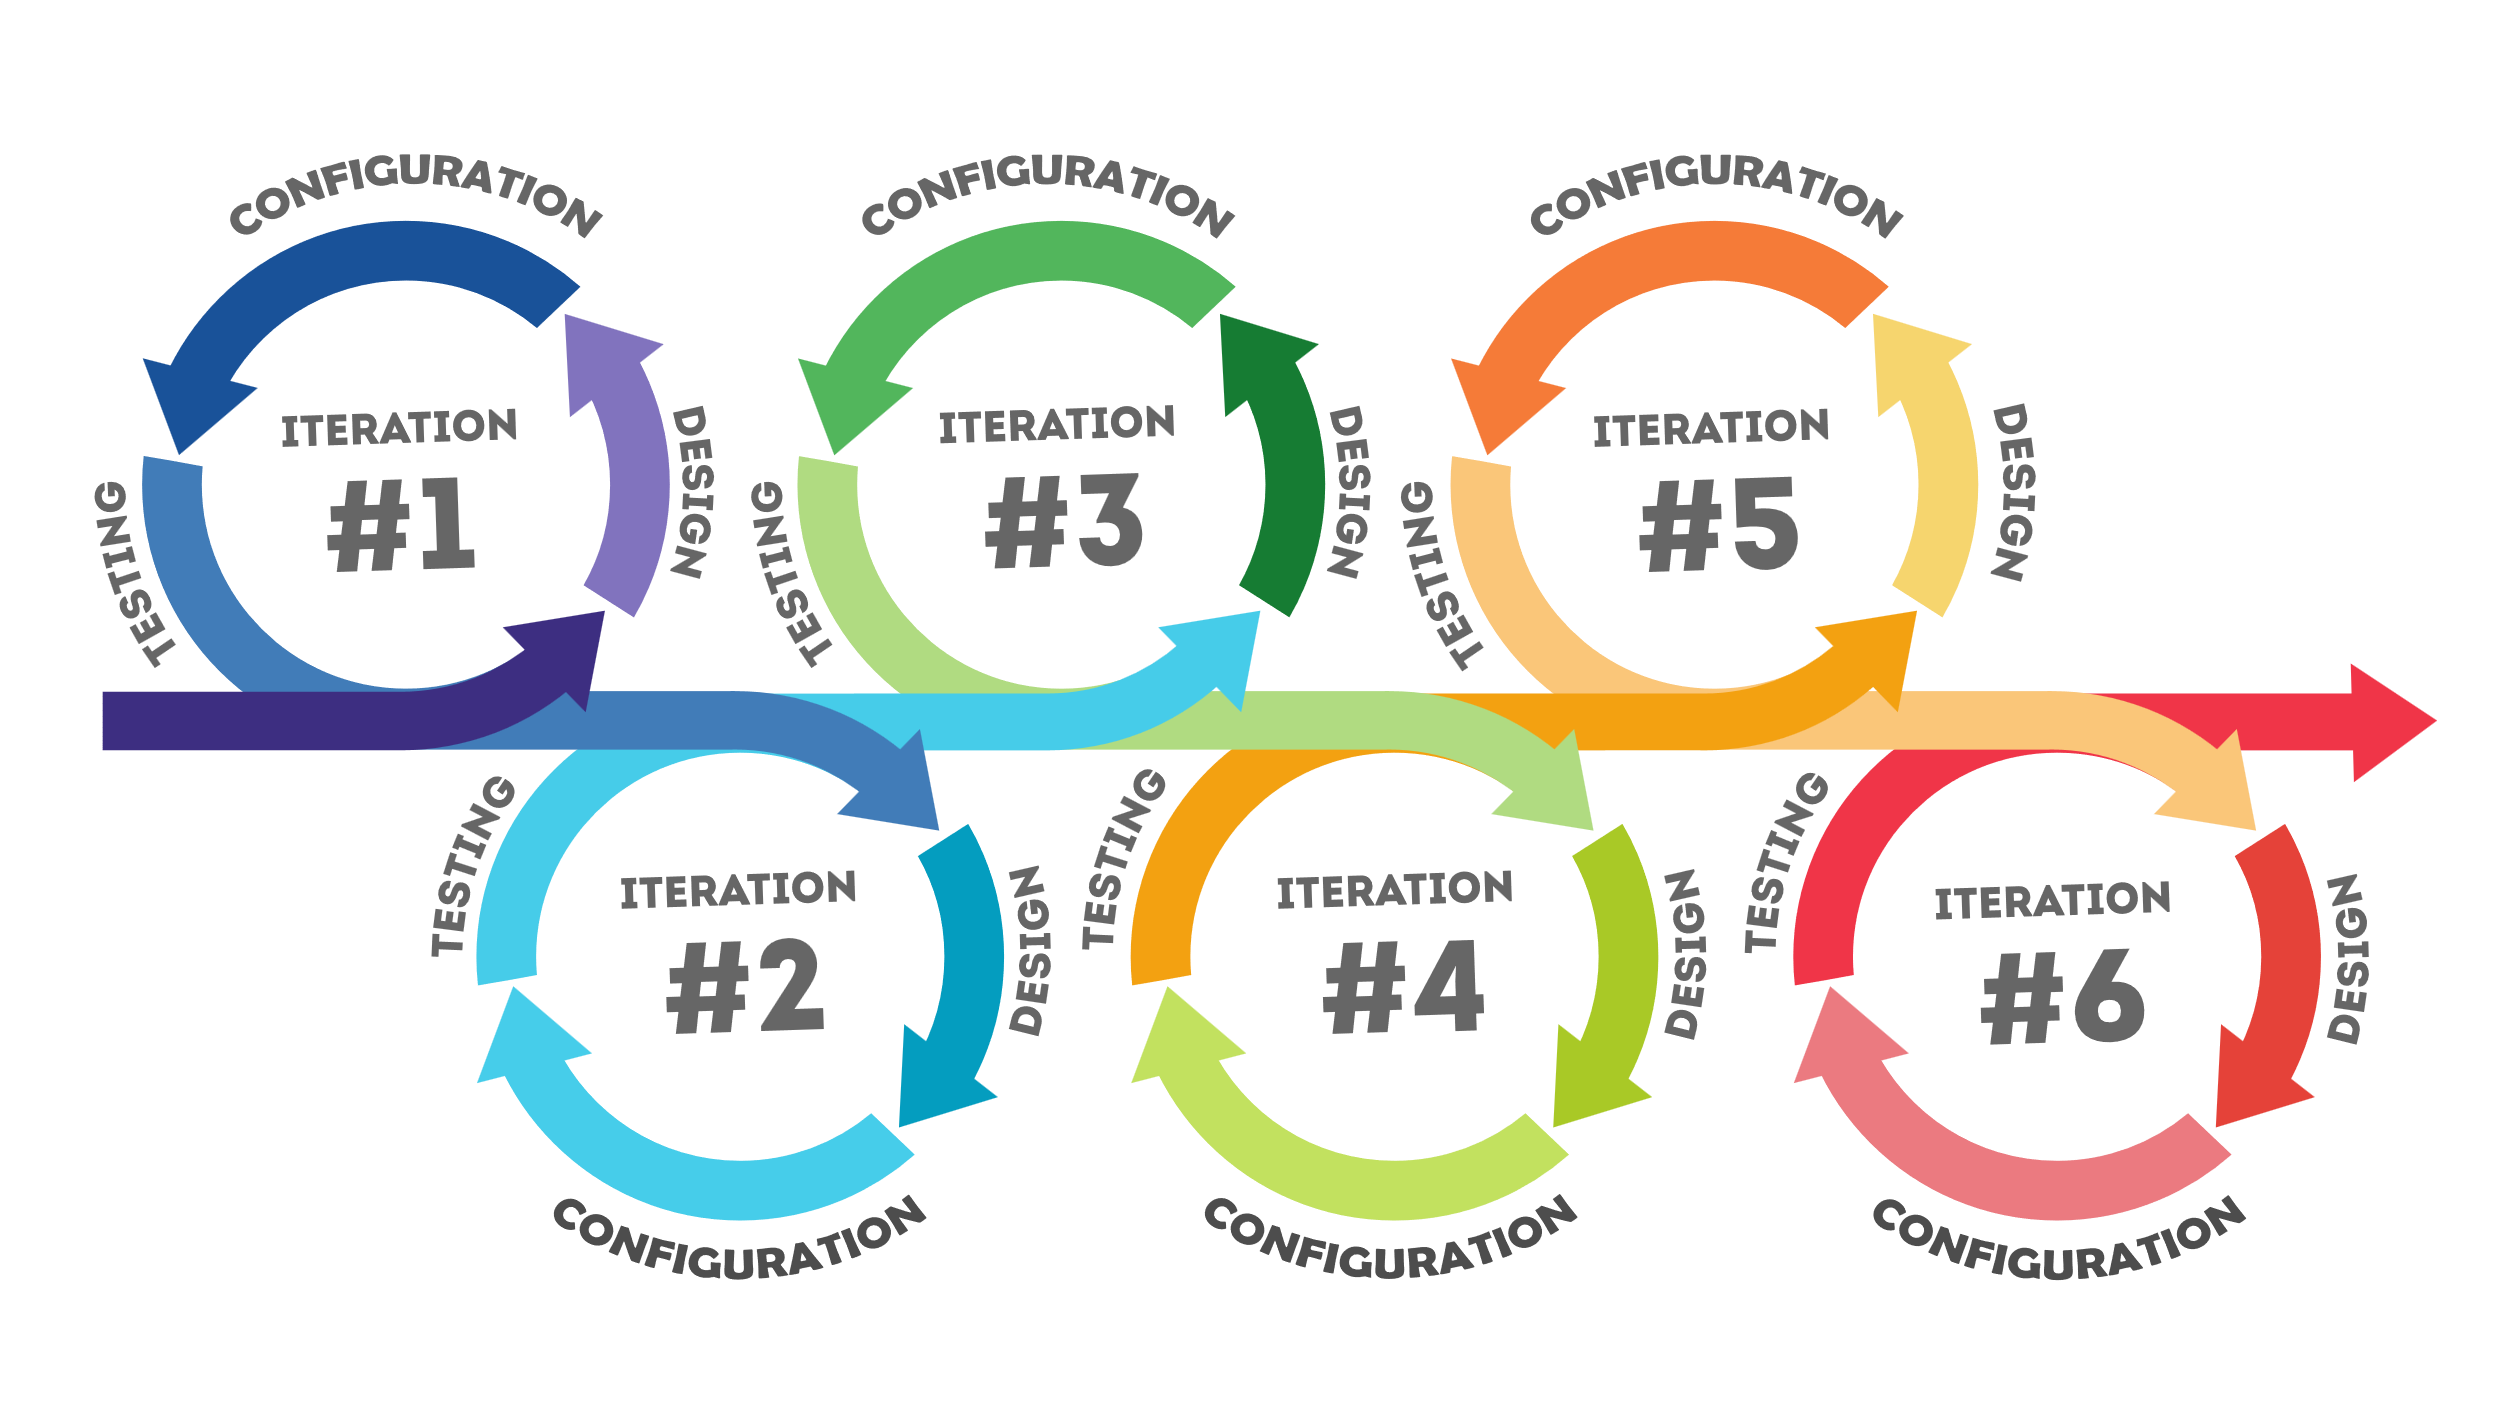 CONFIGURATION
ITERATION
#1
DESIGN
TESTING
CONFIGURATION
ITERATION
#3
DESIGN
TESTING
CONFIGURATION
ITERATION
#5
DESIGN
TESTING
TESTING
ITERATION
#2
DESIGN
CONFIGURATION
TESTING
ITERATION
#4
DESIGN
CONFIGURATION
TESTING
ITERATION
#6
DESIGN
CONFIGURATION